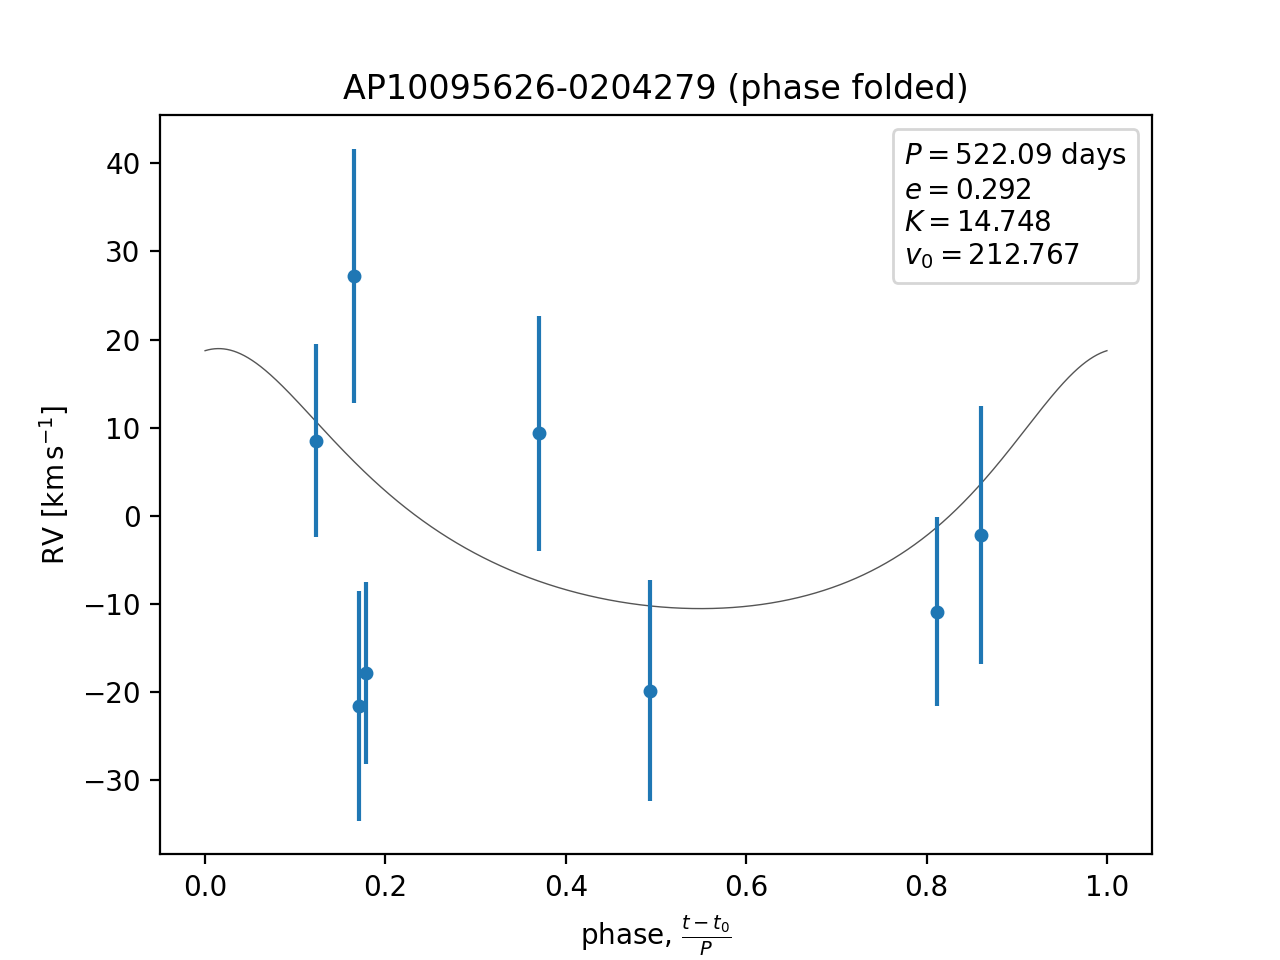 AP10095626-0204279 (phase folded)
P = 522.09 days
e = 0.292
K = 14.748
v₀ = 212.767
40
30
20
10
0
−10
−20
−30
RV [km s⁻¹]
0.0 0.2 0.4 0.6 0.8 1.0
phase, (t − t₀)/P